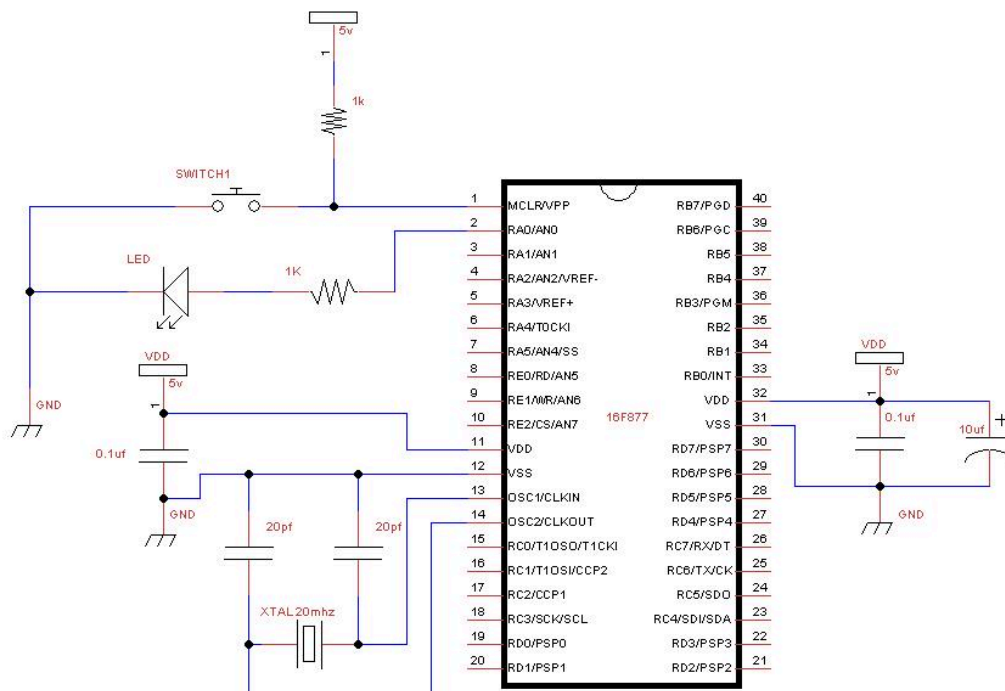 5v
1
1k
SWITCH1
LED
1K
GND
VDD
5v
1
0.1uf
GND
20pf
20pf
XTAL20mhz
16F877
1 MCLR/VPP
2 RA0/AN0
3 RA1/AN1
4 RA2/AN2/VREF-
5 RA3/VREF+
6 RA4/TOCKI
7 RA5/AN4/SS
8 RE0/RD/AN5
9 RE1/WR/AN6
10 RE2/CS/AN7
11 VDD
12 VSS
13 OSC1/CLKIN
14 OSC2/CLKOUT
15 RC0/T1OSO/T1CKI
16 RC1/T1OSI/CCP2
17 RC2/CCP1
18 RC3/SCK/SCL
19 RD0/PSP0
20 RD1/PSP1
RB7/PGD 40
RB6/PGC 39
RB5 38
RB4 37
RB3/PGM 36
RB2 35
RB1 34
RB0/INT 33
VDD 32
VSS 31
RD7/PSP7 30
RD6/PSP6 29
RD5/PSP5 28
RD4/PSP4 27
RC7/RX/DT 26
RC6/TX/CK 25
RC5/SDO 24
RC4/SDI/SDA 23
RD3/PSP3 22
RD2/PSP2 21
VDD
5v
1
0.1uf
10uf
+
GND